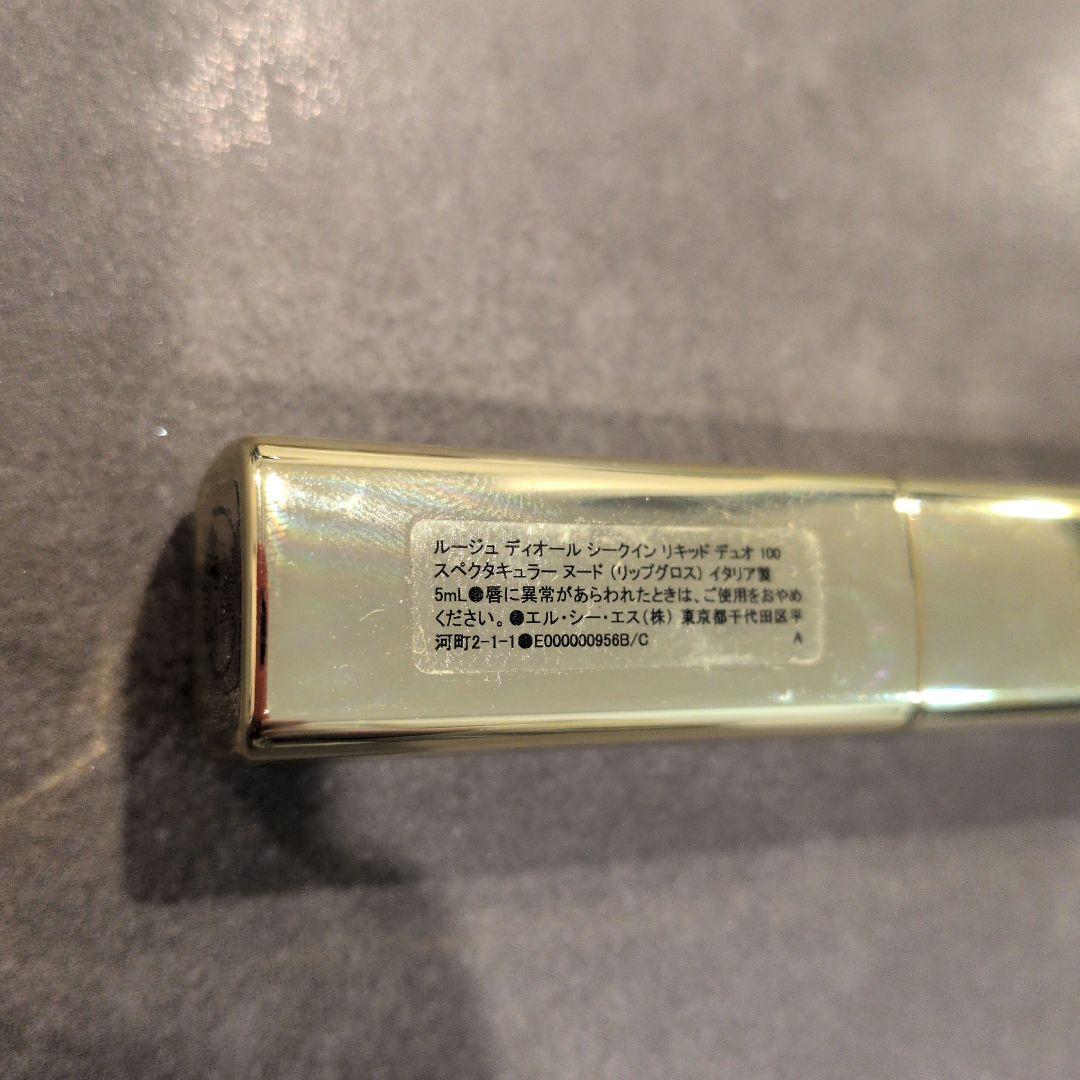 ルージュ ディオール シークイン リキッド デュオ 100
スペクタキュラー ヌード (リップグロス) イタリア製
5mL●唇に異常があらわれたときは、ご使用をおやめ
ください。●エル・シー・エス(株) 東京都千代田区平
河町2-1-1●E000000956B/C A